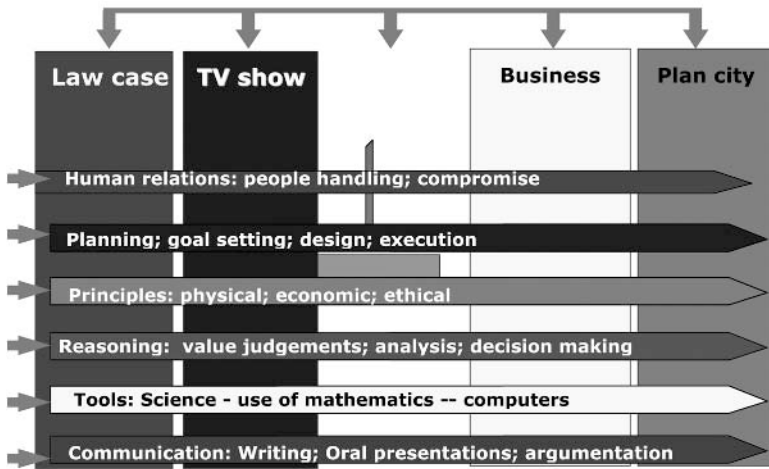 Law case
TV show
Business
Plan city
Human relations: people handling; compromise
Planning; goal setting; design; execution
Principles: physical; economic; ethical
Reasoning: value judgements; analysis; decision making
Tools: Science - use of mathematics -- computers
Communication: Writing; Oral presentations; argumentation